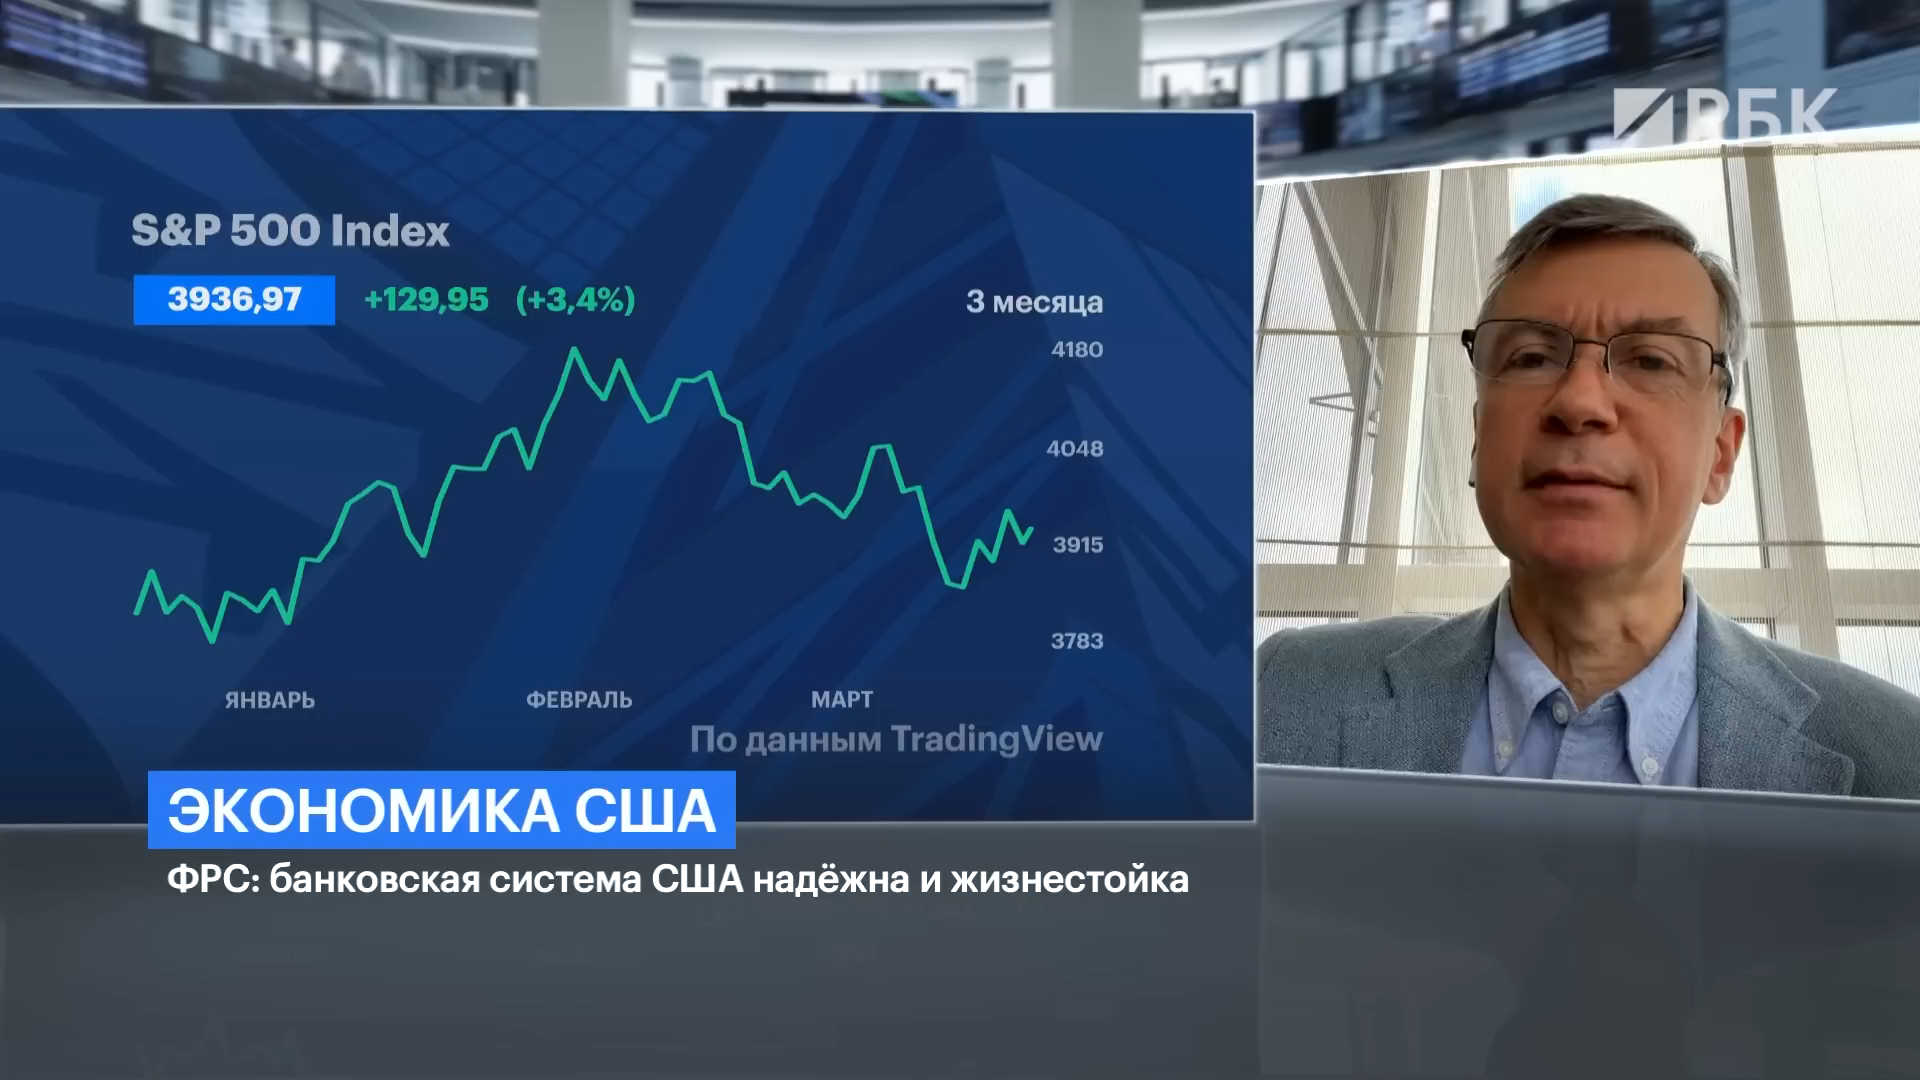 РБК
S&P 500 Index
3936,97 +129,95 (+3,4%)
3 месяца
4180
4048
3915
3783
ЯНВАРЬ ФЕВРАЛЬ МАРТ
По данным TradingView
ЭКОНОМИКА США
ФРС: банковская система США надёжна и жизнестойка